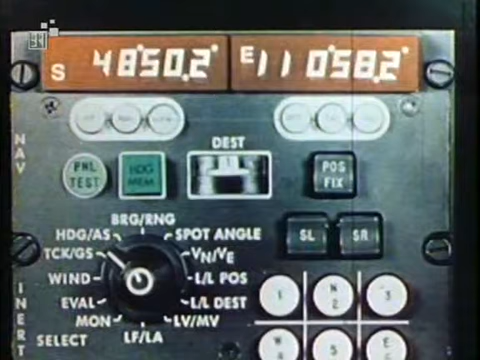 S 48°50.2° E 110°58.2°
DEST
NAV
PNL TEST
HDG MEM
POS FIX
BRG/RNG
HDG/AS
SPOT ANGLE
SL
SR
TCK/GS
VN/VE
WIND
L/L POS
EVAL
L/L DEST
MON
LV/MV
LF/LA
INERT
SELECT
1
N 2
3
5